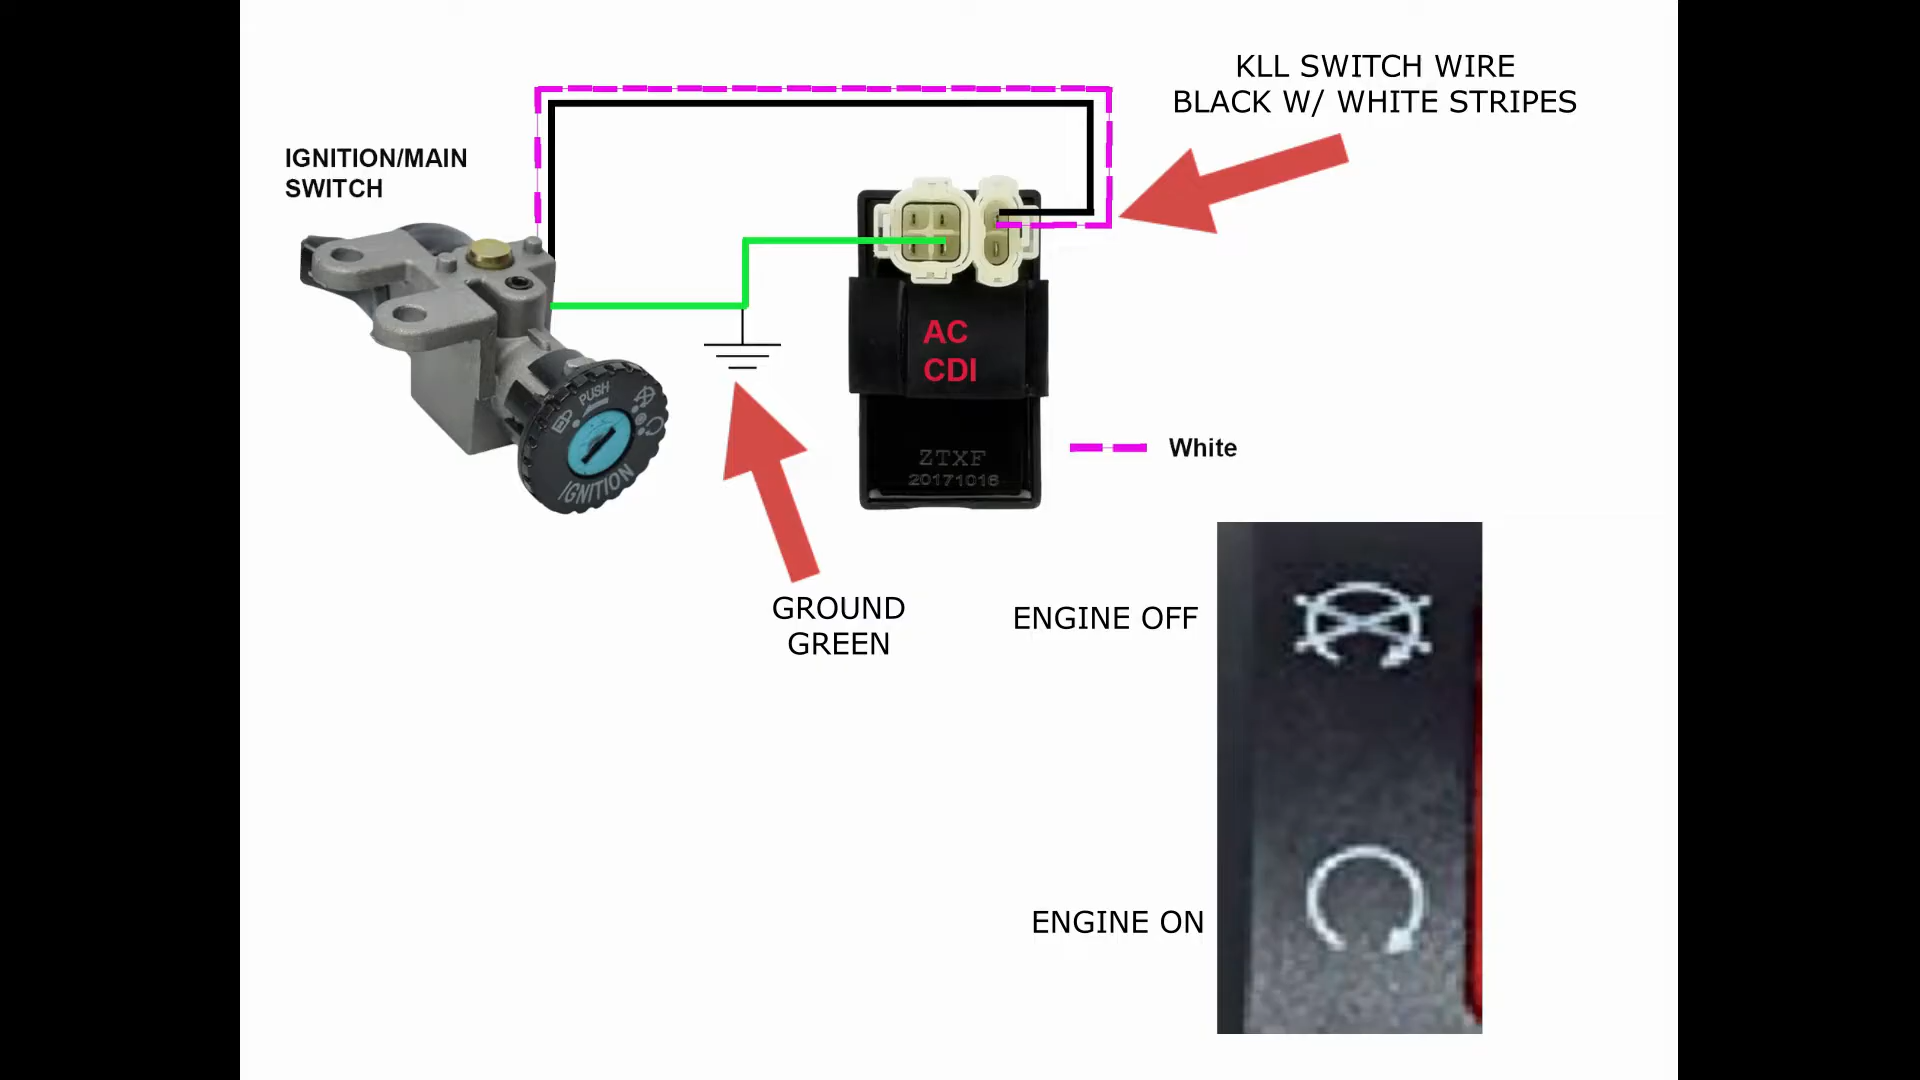 KLL SWITCH WIRE
BLACK W/ WHITE STRIPES
IGNITION/MAIN
SWITCH
PUSH
IGNITION
AC
CDI
ZTXF
20171016
White
GROUND
GREEN
ENGINE OFF
ENGINE ON